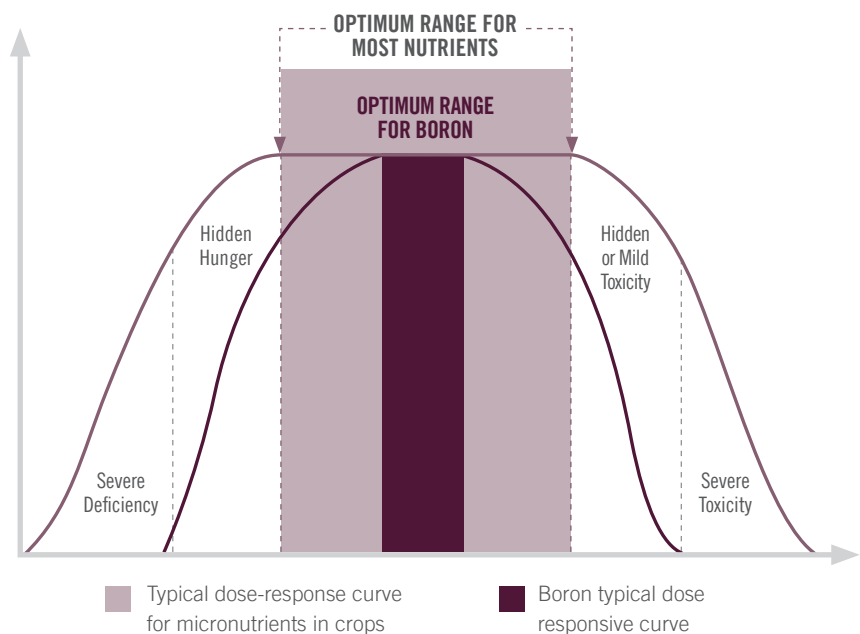 OPTIMUM RANGE FOR
MOST NUTRIENTS
OPTIMUM RANGE
FOR BORON
Hidden
Hunger
Hidden
or Mild
Toxicity
Severe
Deficiency
Severe
Toxicity
Typical dose-response curve
for micronutrients in crops
Boron typical dose
responsive curve